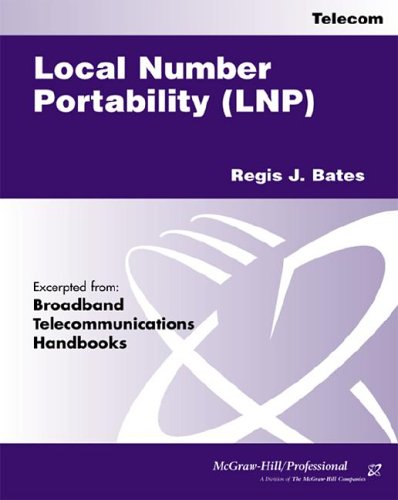 Telecom
Local Number
Portability (LNP)
Regis J. Bates
Excerpted from:
Broadband
Telecommunications
Handbooks
McGraw-Hill/Professional
A Division of The McGraw-Hill Companies